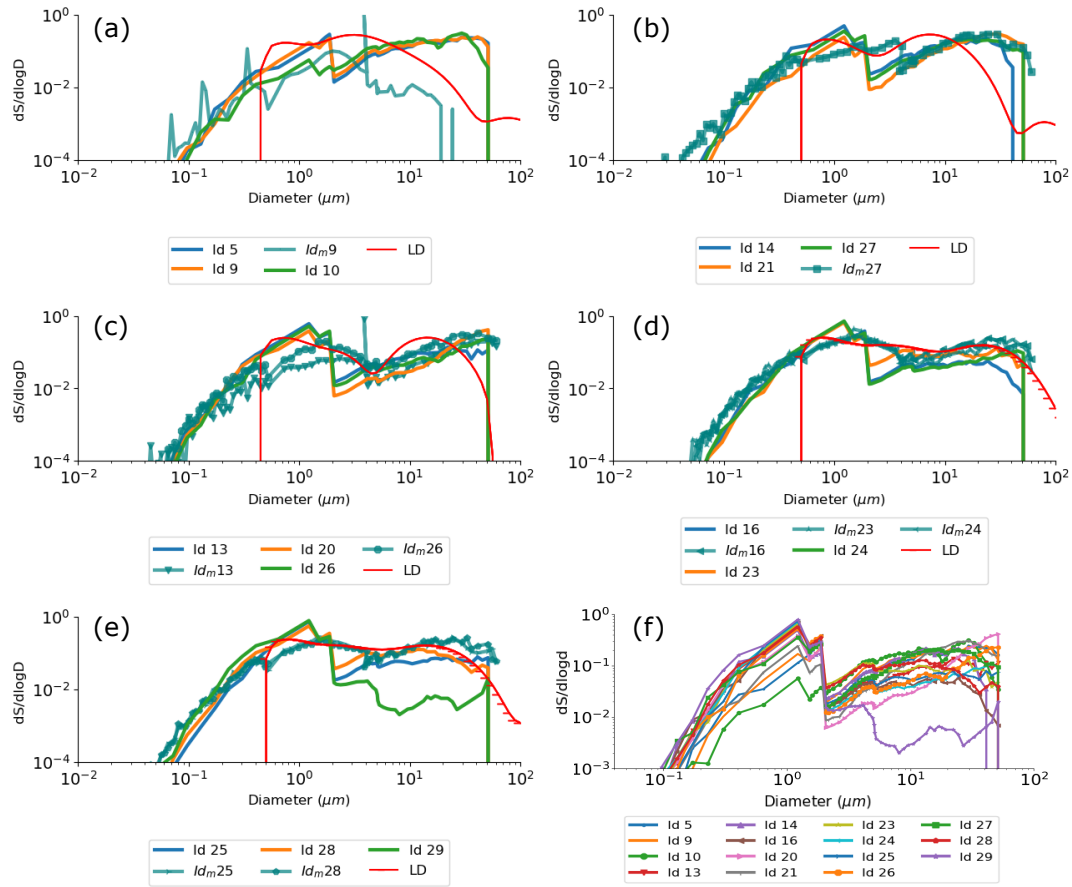 (a)
dS/dlogD
10^0
10^-2
10^-4
10^-2 10^-1 10^0 10^1 10^2
Diameter (μm)
Id 5 Id_m9 LD
Id 9 Id 10
(b)
dS/dlogD
10^0
10^-2
10^-4
10^-2 10^-1 10^0 10^1 10^2
Diameter (μm)
Id 14 Id 27 LD
Id 21 Id_m27
(c)
dS/dlogD
10^0
10^-2
10^-4
10^-2 10^-1 10^0 10^1 10^2
Diameter (μm)
Id 13 Id 20 Id_m26
Id_m13 Id 26 LD
(d)
dS/dlogD
10^0
10^-2
10^-4
10^-2 10^-1 10^0 10^1 10^2
Diameter (μm)
Id 16 Id_m23 Id_m24
Id_m16 Id 24 LD
Id 23
(e)
dS/dlogD
10^0
10^-2
10^-4
10^-2 10^-1 10^0 10^1 10^2
Diameter (μm)
Id 25 Id 28 Id 29
Id_m25 Id_m28 LD
(f)
dS/dlogd
10^0
10^-1
10^-2
10^-3
10^-1 10^0 10^1 10^2
Diameter (μm)
Id 5 Id 14 Id 23 Id 27
Id 9 Id 16 Id 24 Id 28
Id 10 Id 20 Id 25 Id 29
Id 13 Id 21 Id 26